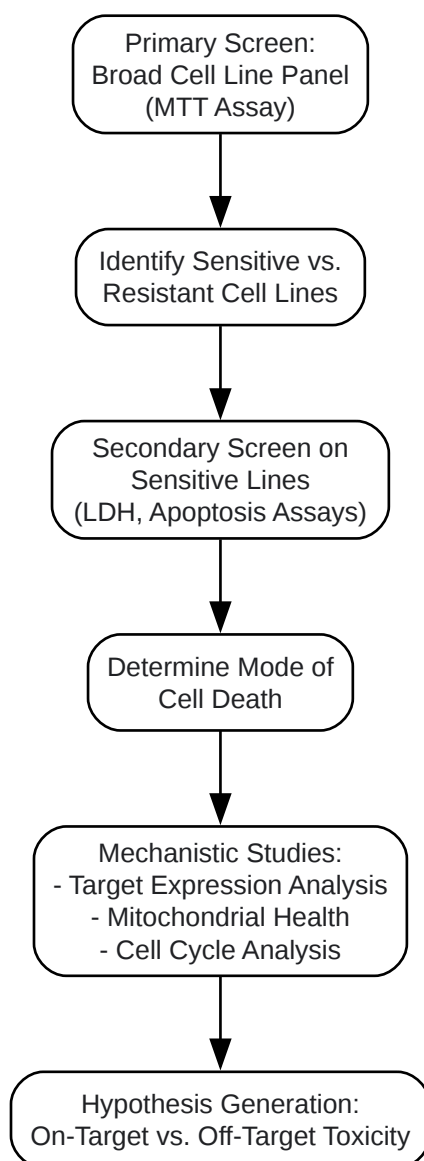 Primary Screen:
Broad Cell Line Panel
(MTT Assay)
Identify Sensitive vs.
Resistant Cell Lines
Secondary Screen on
Sensitive Lines
(LDH, Apoptosis Assays)
Determine Mode of
Cell Death
Mechanistic Studies:
- Target Expression Analysis
- Mitochondrial Health
- Cell Cycle Analysis
Hypothesis Generation:
On-Target vs. Off-Target Toxicity